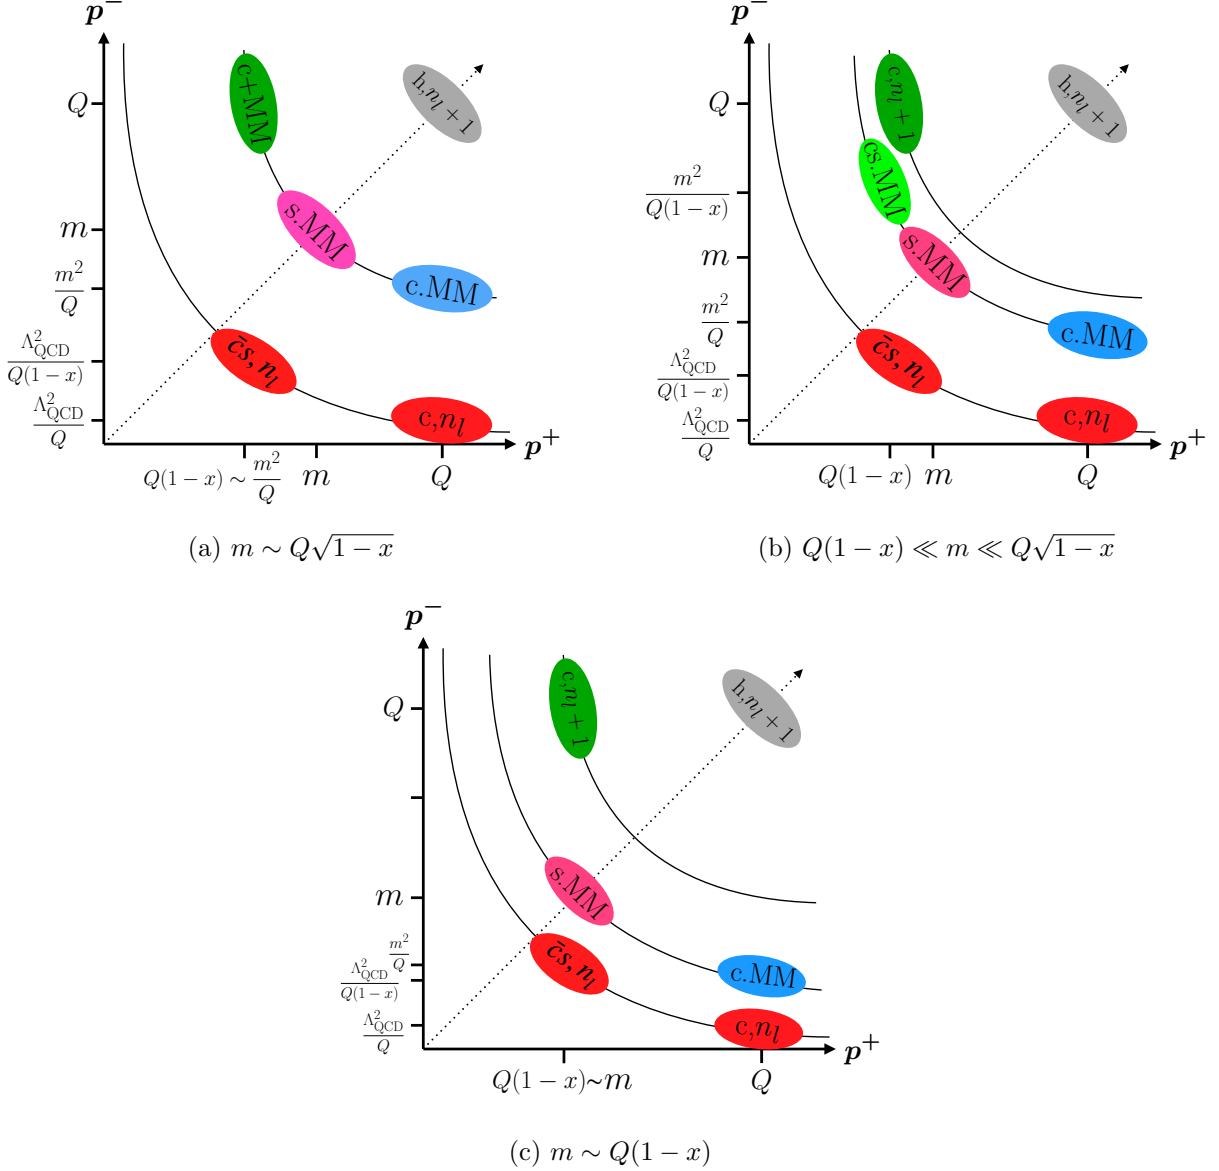 p⁻
Q
m
m²/Q
Λ²_QCD/Q(1−x)
Λ²_QCD/Q
c+MM
h,n_l+1
s.MM
c.MM
c̄s, n_l
c,n_l
p⁺
Q(1−x) ∼ m²/Q
m
Q
(a) m ∼ Q√(1−x)
p⁻
Q
m²/Q(1−x)
m
m²/Q
Λ²_QCD/Q(1−x)
Λ²_QCD/Q
c,n_l+1
h,n_l+1
cs.MM
s.MM
c.MM
c̄s, n_l
c,n_l
p⁺
Q(1−x)
m
Q
(b) Q(1−x) ≪ m ≪ Q√(1−x)
p⁻
Q
m
m²/Q
Λ²_QCD/Q(1−x)
Λ²_QCD/Q
c,n_l+1
h,n_l+1
s.MM
c.MM
c̄s, n_l
c,n_l
p⁺
Q(1−x)∼m
Q
(c) m ∼ Q(1−x)